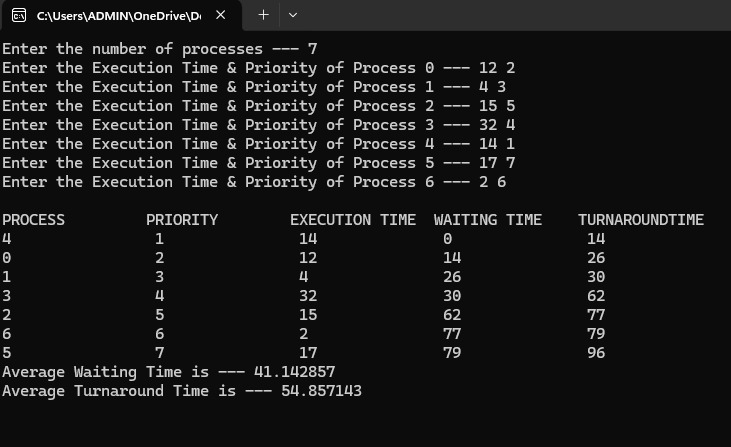 C:\Users\ADMIN\OneDrive\D
Enter the number of processes --- 7
Enter the Execution Time & Priority of Process 0 --- 12 2
Enter the Execution Time & Priority of Process 1 --- 4 3
Enter the Execution Time & Priority of Process 2 --- 15 5
Enter the Execution Time & Priority of Process 3 --- 32 4
Enter the Execution Time & Priority of Process 4 --- 14 1
Enter the Execution Time & Priority of Process 5 --- 17 7
Enter the Execution Time & Priority of Process 6 --- 2 6
PROCESS PRIORITY EXECUTION TIME WAITING TIME TURNAROUNDTIME
4 1 14 0 14
0 2 12 14 26
1 3 4 26 30
3 4 32 30 62
2 5 15 62 77
6 6 2 77 79
5 7 17 79 96
Average Waiting Time is --- 41.142857
Average Turnaround Time is --- 54.857143